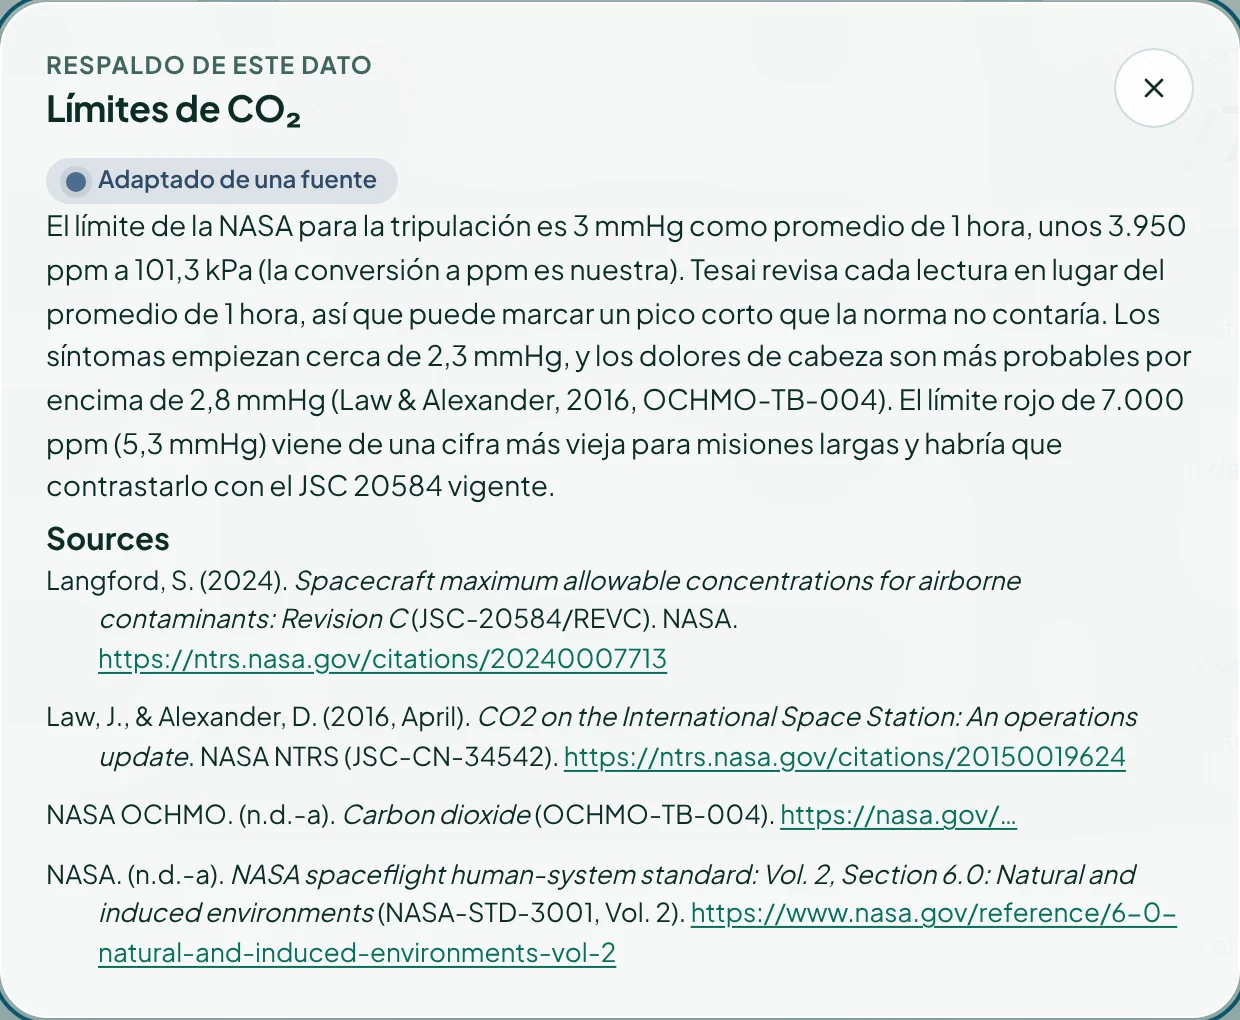 RESPALDO DE ESTE DATO
Límites de CO₂
Adaptado de una fuente
El límite de la NASA para la tripulación es 3 mmHg como promedio de 1 hora, unos 3.950
ppm a 101,3 kPa (la conversión a ppm es nuestra). Tesai revisa cada lectura en lugar del
promedio de 1 hora, así que puede marcar un pico corto que la norma no contaría. Los
síntomas empiezan cerca de 2,3 mmHg, y los dolores de cabeza son más probables por
encima de 2,8 mmHg (Law & Alexander, 2016, OCHMO-TB-004). El límite rojo de 7.000
ppm (5,3 mmHg) viene de una cifra más vieja para misiones largas y habría que
contrastarlo con el JSC 20584 vigente.
Sources
Langford, S. (2024). Spacecraft maximum allowable concentrations for airborne
contaminants: Revision C (JSC-20584/REVC). NASA.
https://ntrs.nasa.gov/citations/20240007713
Law, J., & Alexander, D. (2016, April). CO2 on the International Space Station: An operations
update. NASA NTRS (JSC-CN-34542). https://ntrs.nasa.gov/citations/20150019624
NASA OCHMO. (n.d.-a). Carbon dioxide (OCHMO-TB-004). https://nasa.gov/…
NASA. (n.d.-a). NASA spaceflight human-system standard: Vol. 2, Section 6.0: Natural and
induced environments (NASA-STD-3001, Vol. 2). https://www.nasa.gov/reference/6-0-
natural-and-induced-environments-vol-2